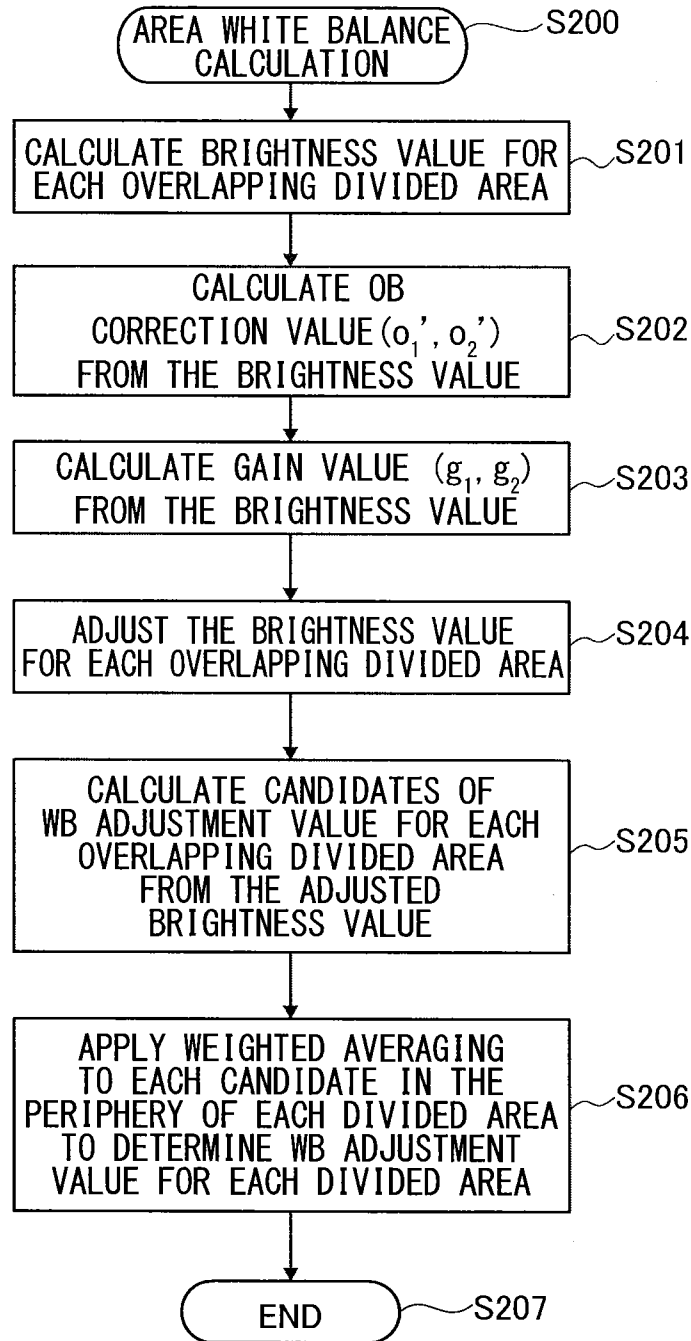 AREA WHITE BALANCE
CALCULATION
S200
CALCULATE BRIGHTNESS VALUE FOR
EACH OVERLAPPING DIVIDED AREA
S201
CALCULATE OB
CORRECTION VALUE(o₁', o₂')
FROM THE BRIGHTNESS VALUE
S202
CALCULATE GAIN VALUE (g₁, g₂)
FROM THE BRIGHTNESS VALUE
S203
ADJUST THE BRIGHTNESS VALUE
FOR EACH OVERLAPPING DIVIDED AREA
S204
CALCULATE CANDIDATES OF
WB ADJUSTMENT VALUE FOR EACH
OVERLAPPING DIVIDED AREA
FROM THE ADJUSTED
BRIGHTNESS VALUE
S205
APPLY WEIGHTED AVERAGING
TO EACH CANDIDATE IN THE
PERIPHERY OF EACH DIVIDED AREA
TO DETERMINE WB ADJUSTMENT
VALUE FOR EACH DIVIDED AREA
S206
END
S207